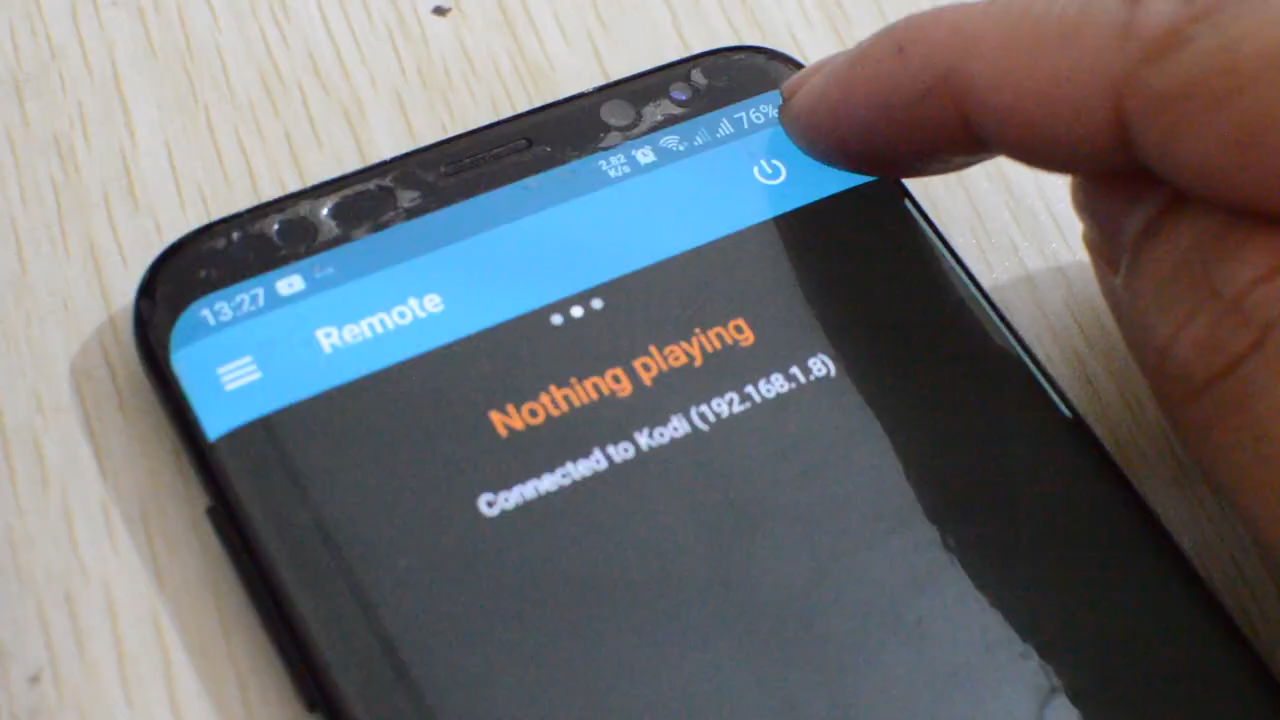 13:27 2.82 K/s 76%
Remote
Nothing playing
Connected to Kodi (192.168.1.8)